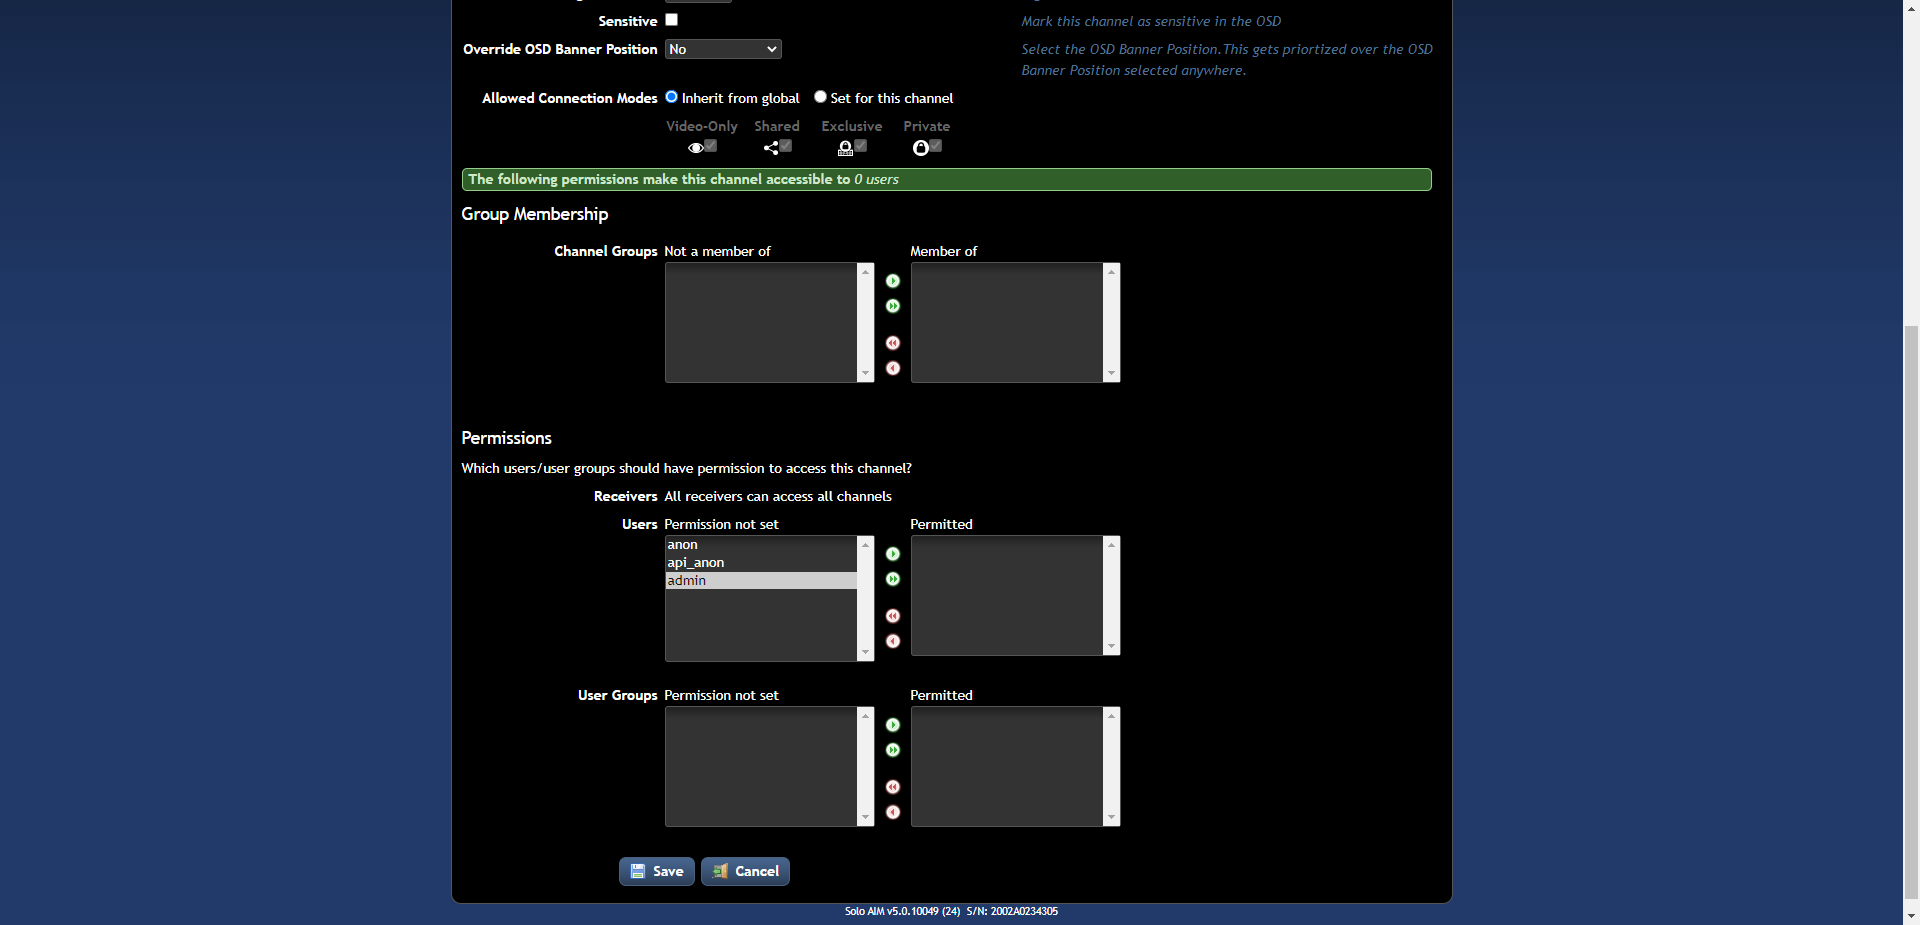 Sensitive
Mark this channel as sensitive in the OSD
Override OSD Banner Position No
Select the OSD Banner Position.This gets priortized over the OSD
Banner Position selected anywhere.
Allowed Connection Modes Inherit from global Set for this channel
Video-Only Shared Exclusive Private
The following permissions make this channel accessible to 0 users
Group Membership
Channel Groups Not a member of Member of
Permissions
Which users/user groups should have permission to access this channel?
Receivers All receivers can access all channels
Users Permission not set Permitted
anon
api_anon
admin
User Groups Permission not set Permitted
Save Cancel
Solo AIM v5.0.10049 (24) S/N: 2002A0234305